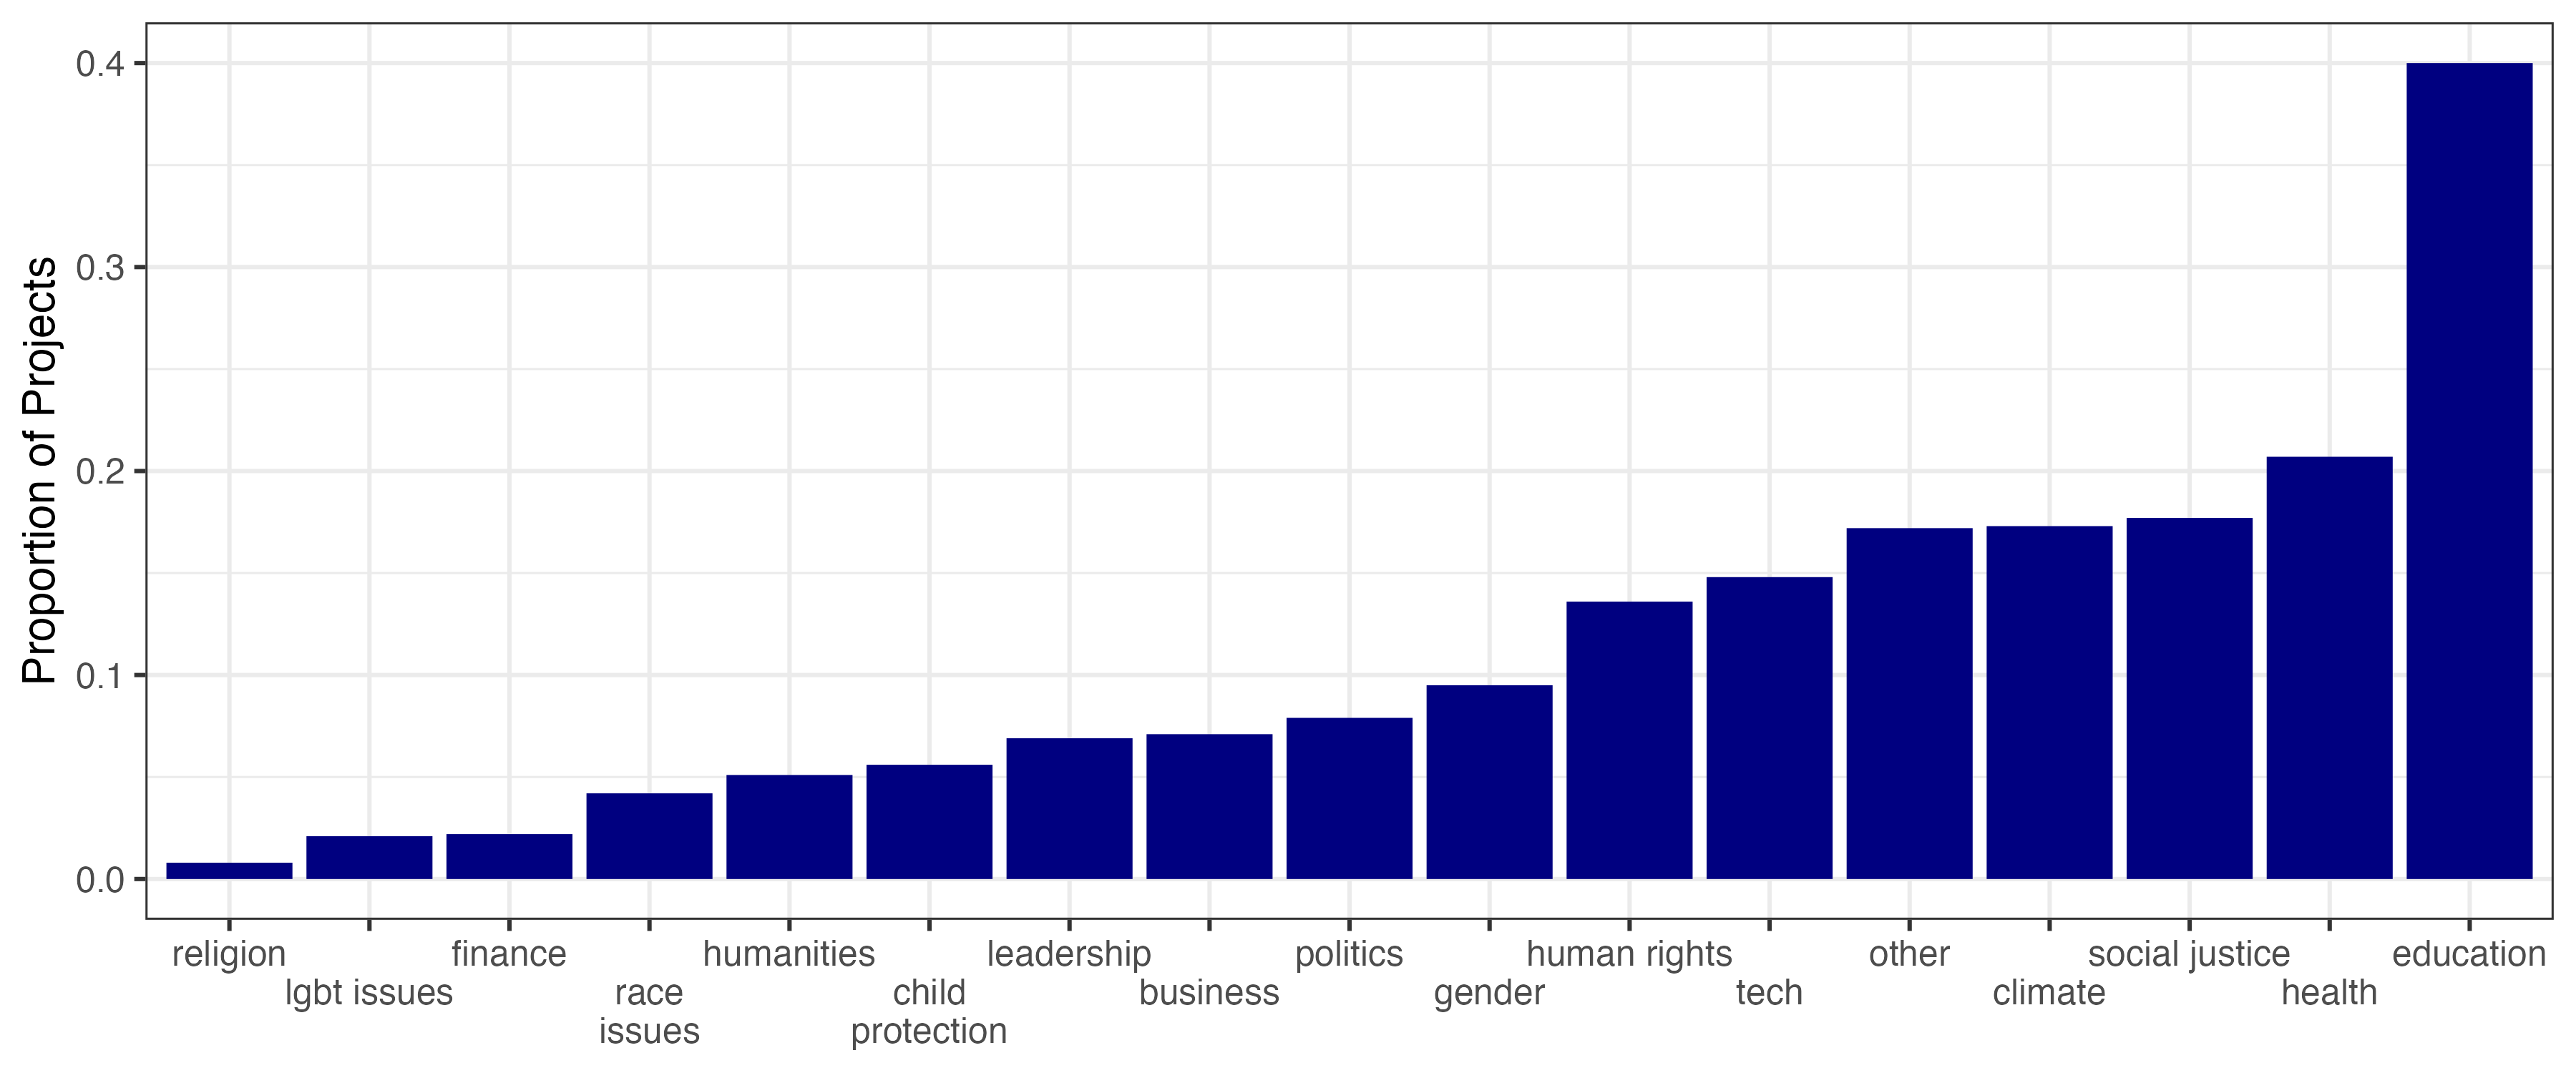 Proportion of Projects
0.4
0.3
0.2
0.1
0.0
religion
lgbt issues
finance
race
issues
humanities
child
protection
leadership
business
politics
gender
human rights
tech
other
climate
social justice
health
education